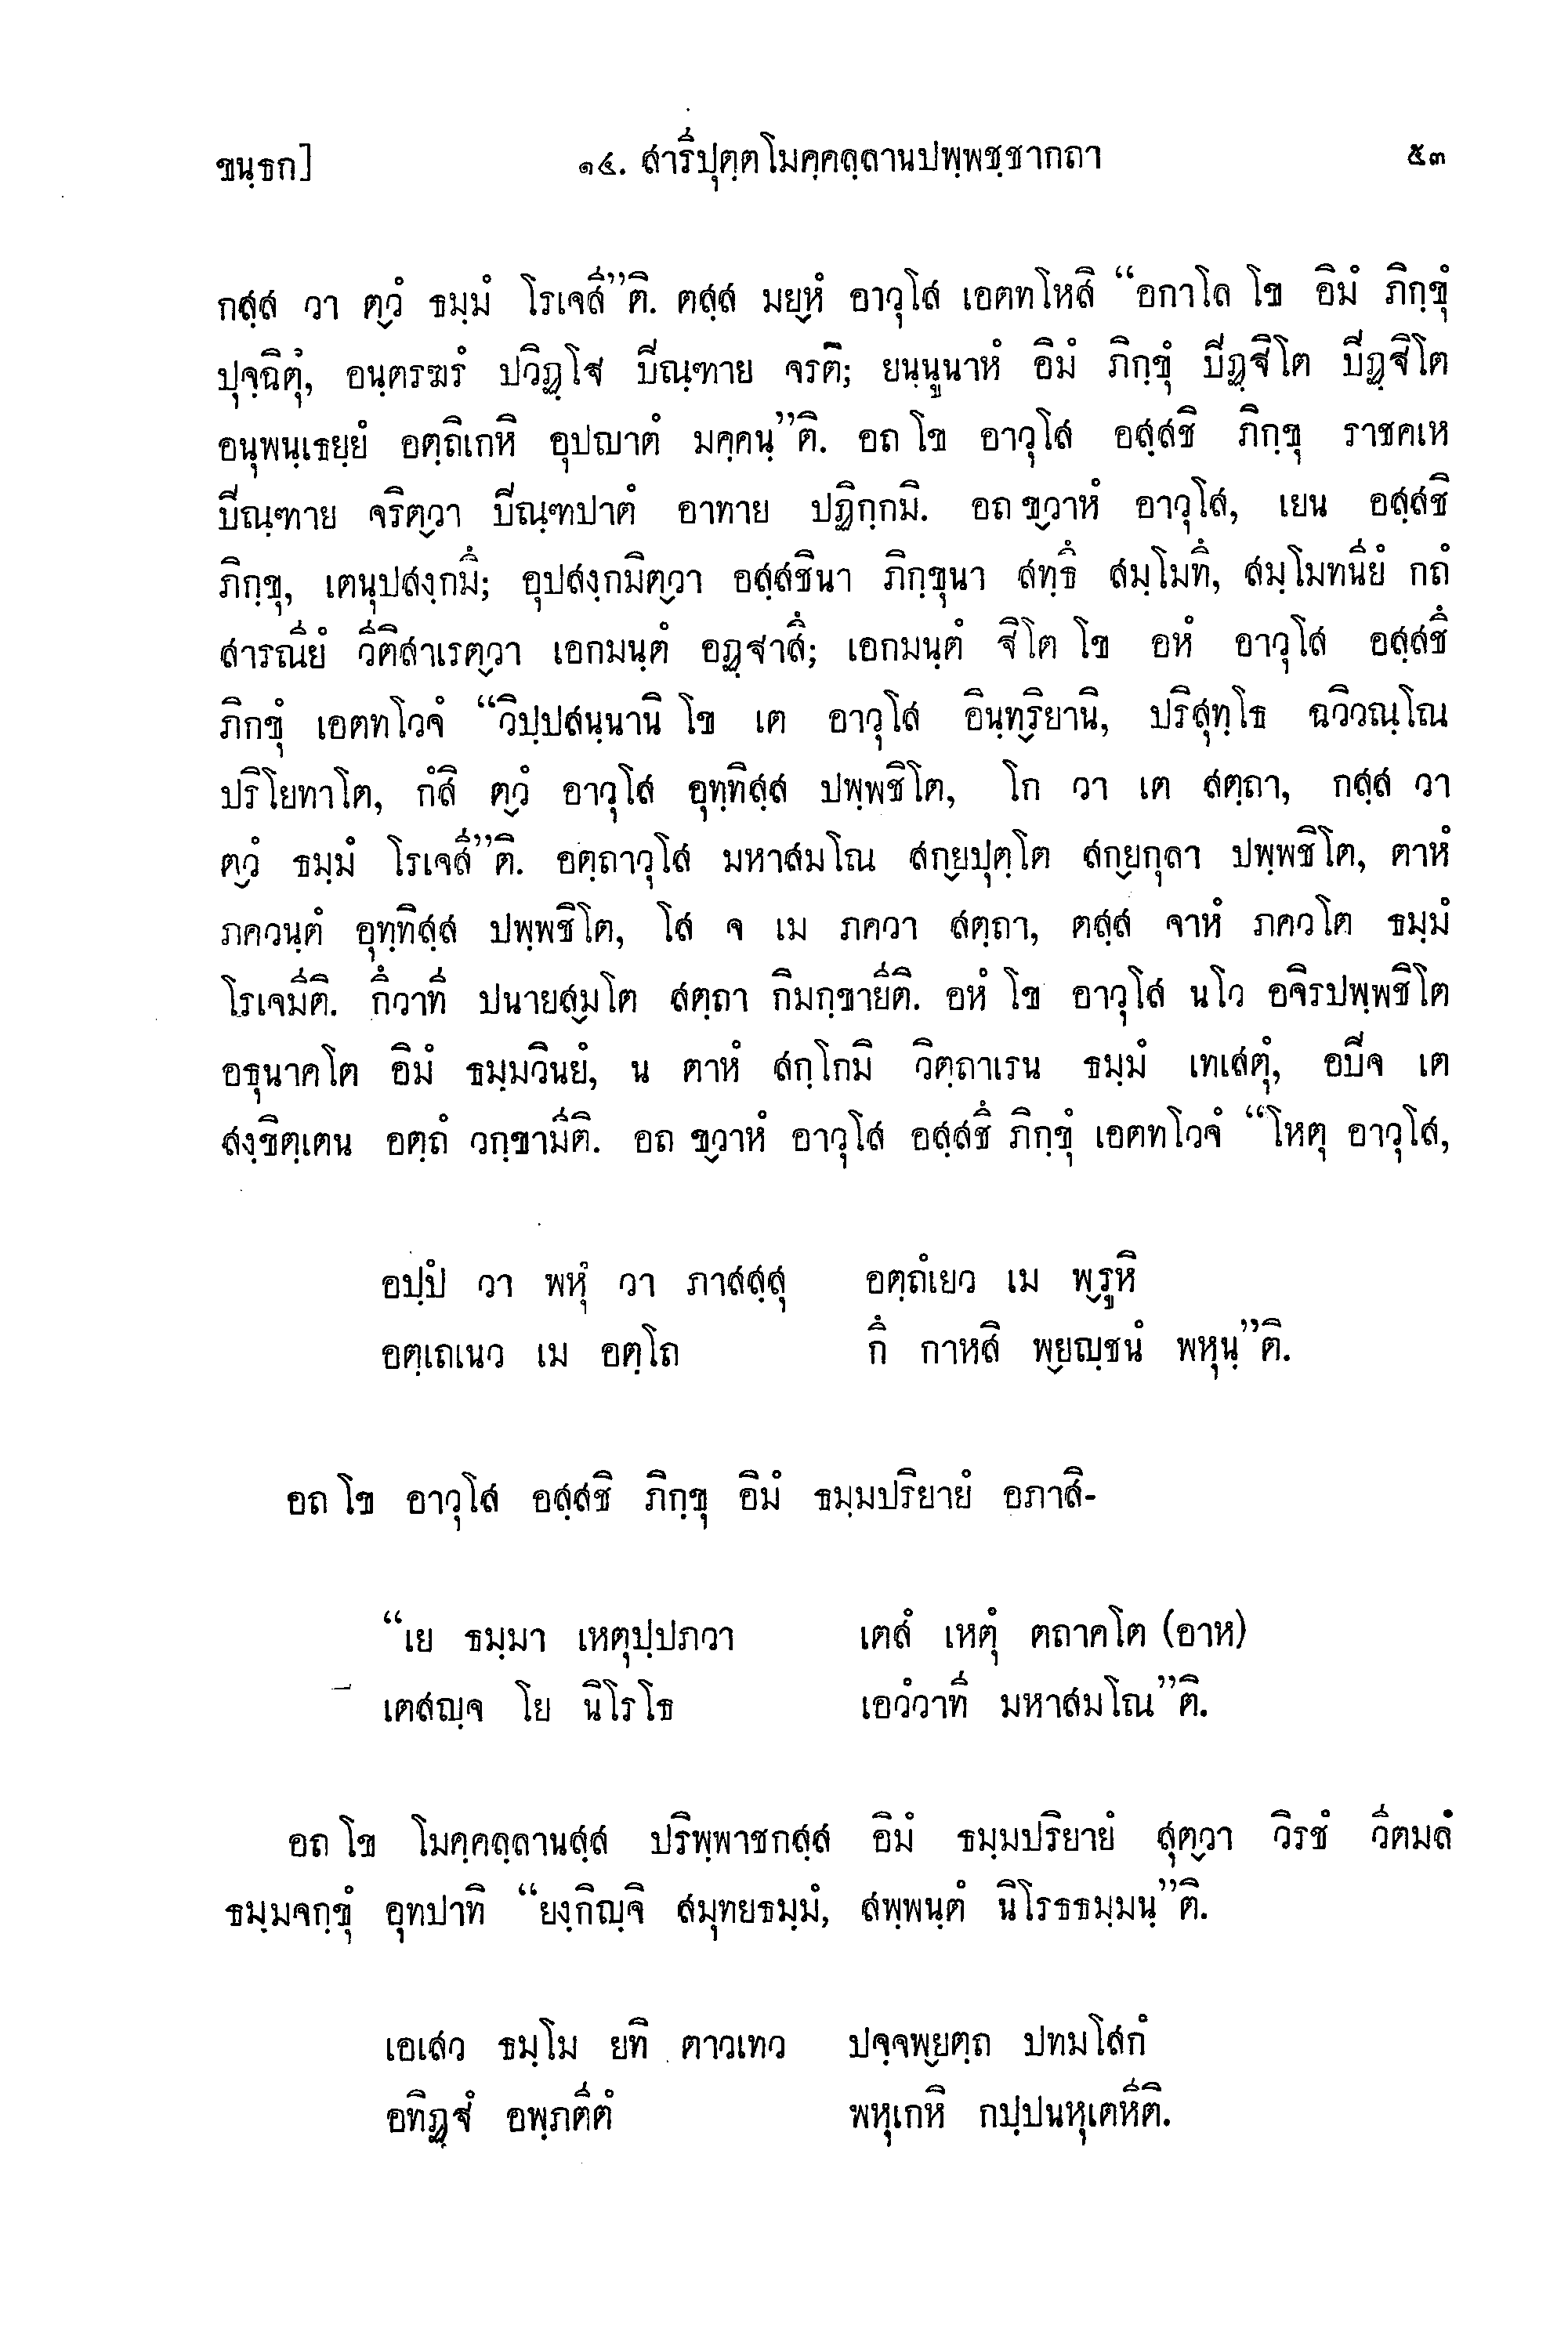 ขนฺธก]
๑๔. สารีปุตฺตโมคฺคลฺลานปพฺพชฺชากถา
๕๓
กสฺส วา ตฺวํ ธมฺมํ โรเจสี”ติ. ตสฺส มยฺหํ อาวุโส เอตทโหสิ “อกาโล โข อิมํ ภิกฺขุํ
ปุจฺฉิตุํ, อนฺตรฆรํ ปวิฏฺโฐ ปิณฺฑาย จรติ; ยนฺนูนาหํ อิมํ ภิกฺขุํ ปิฏฺฐิโต ปิฏฺฐิโต
อนุพนฺเธยฺยํ อตฺถิเกหิ อุปญาตํ มคฺคนฺ”ติ. อถ โข อาวุโส อสฺสชิ ภิกฺขุ ราชคเห
ปิณฺฑาย จริตฺวา ปิณฺฑปาตํ อาทาย ปฏิกฺกมิ. อถ ขฺวาหํ อาวุโส, เยน อสฺสชิ
ภิกฺขุ, เตนุปสงฺกมึ; อุปสงฺกมิตฺวา อสฺสชินา ภิกฺขุนา สทฺธึ สมฺโมทึ, สมฺโมทนียํ กถํ
สารณียํ วีติสาเรตฺวา เอกมนฺตํ อฏฺฐาสึ; เอกมนฺตํ ฐิโต โข อหํ อาวุโส อสฺสชึ
ภิกขุํ เอตทโวจํ “วิปฺปสนฺนานิ โข เต อาวุโส อินฺทฺริยานิ, ปริสุทฺโธ ฉวิวณฺโณ
ปริโยทาโต, กํสิ ตฺวํ อาวุโส อุทฺทิสฺส ปพฺพชิโต, โก วา เต สตฺถา, กสฺส วา
ตฺวํ ธมฺมํ โรเจสี”ติ. อตฺถาวุโส มหาสมโณ สกฺยปุตฺโต สกฺยกุลา ปพฺพชิโต, ตาหํ
ภควนฺตํ อุทฺทิสฺส ปพฺพชิโต, โส จ เม ภควา สตฺถา, ตสฺส จาหํ ภควโต ธมฺมํ
โรเจมีติ. กึวาที ปนายสฺมโต สตฺถา กิมกฺขายีติ. อหํ โข อาวุโส นโว อจิรปพฺพชิโต
อธุนาคโต อิมํ ธมฺมวินยํ, น ตาหํ สกฺโกมิ วิตฺถาเรน ธมฺมํ เทเสตุํ, อปิจ เต
สงฺขิตฺเตน อตฺถํ วกฺขามีติ. อถ ขฺวาหํ อาวุโส อสฺสชึ ภิกฺขุํ เอตทโวจํ “โหตุ อาวุโส,
อปฺปํ วา พหุํ วา ภาสสฺสุ อตฺถํเยว เม พฺรูหิ
อตฺเถเนว เม อตฺโถ กึ กาหสิ พฺยญฺชนํ พหุนฺ”ติ.
อถ โข อาวุโส อสฺสชิ ภิกฺขุ อิมํ ธมฺมปริยายํ อภาสิ-
“เย ธมฺมา เหตุปฺปภวา เตสํ เหตุํ ตถาคโต (อาห)
เตสญฺจ โย นิโรโธ เอวํวาที มหาสมโณ”ติ.
อถ โข โมคฺคลฺลานสฺส ปริพฺพาชกสฺส อิมํ ธมฺมปริยายํ สุตฺวา วิรชํ วีตมลํ
ธมฺมจกฺขุํ อุทปาทิ “ยงฺกิญฺจิ สมุทยธมฺมํ, สพฺพนฺตํ นิโรธธมฺมนฺ”ติ.
เอเสว ธมฺโม ยทิ ตาวเทว ปจฺจพฺยตฺถ ปทมโสกํ
อทิฏฺฐํ อพฺภตีตํ พหุเกหิ กปฺปนหุเตหีติ.